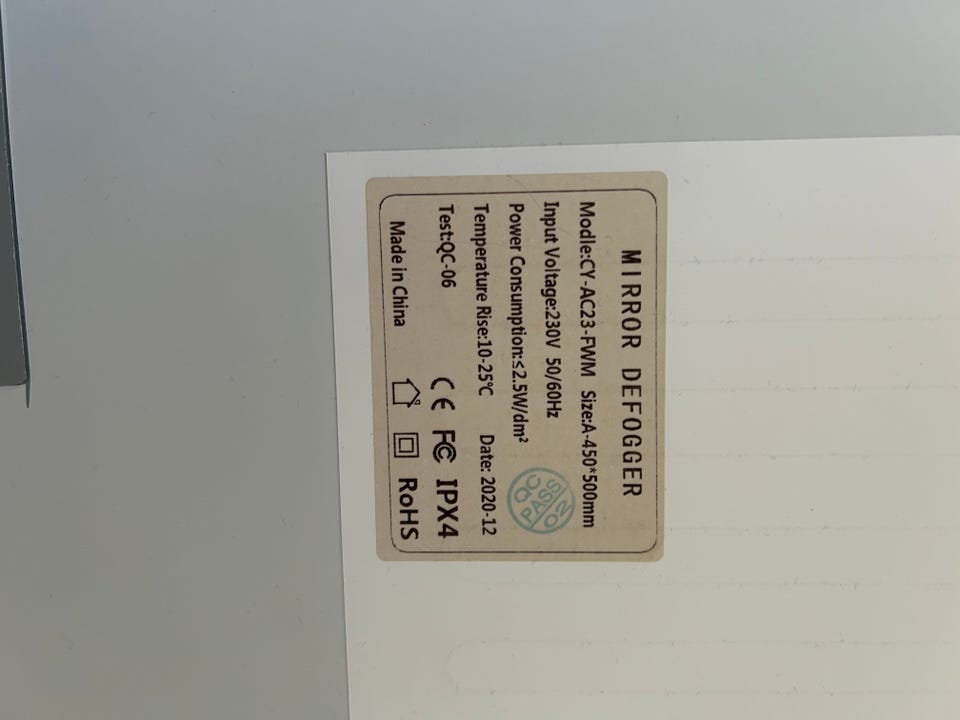 MIRROR DEFOGGER
Modle:CY-AC23-FWM Size:A-450*500mm
Input Voltage:230V 50/60Hz
Power Consumption:≤2.5W/dm²
QC
PASS
02
Temperature Rise:10-25℃ Date: 2020-12
Test:QC-06 CE FC IPX4
Made in China RoHS